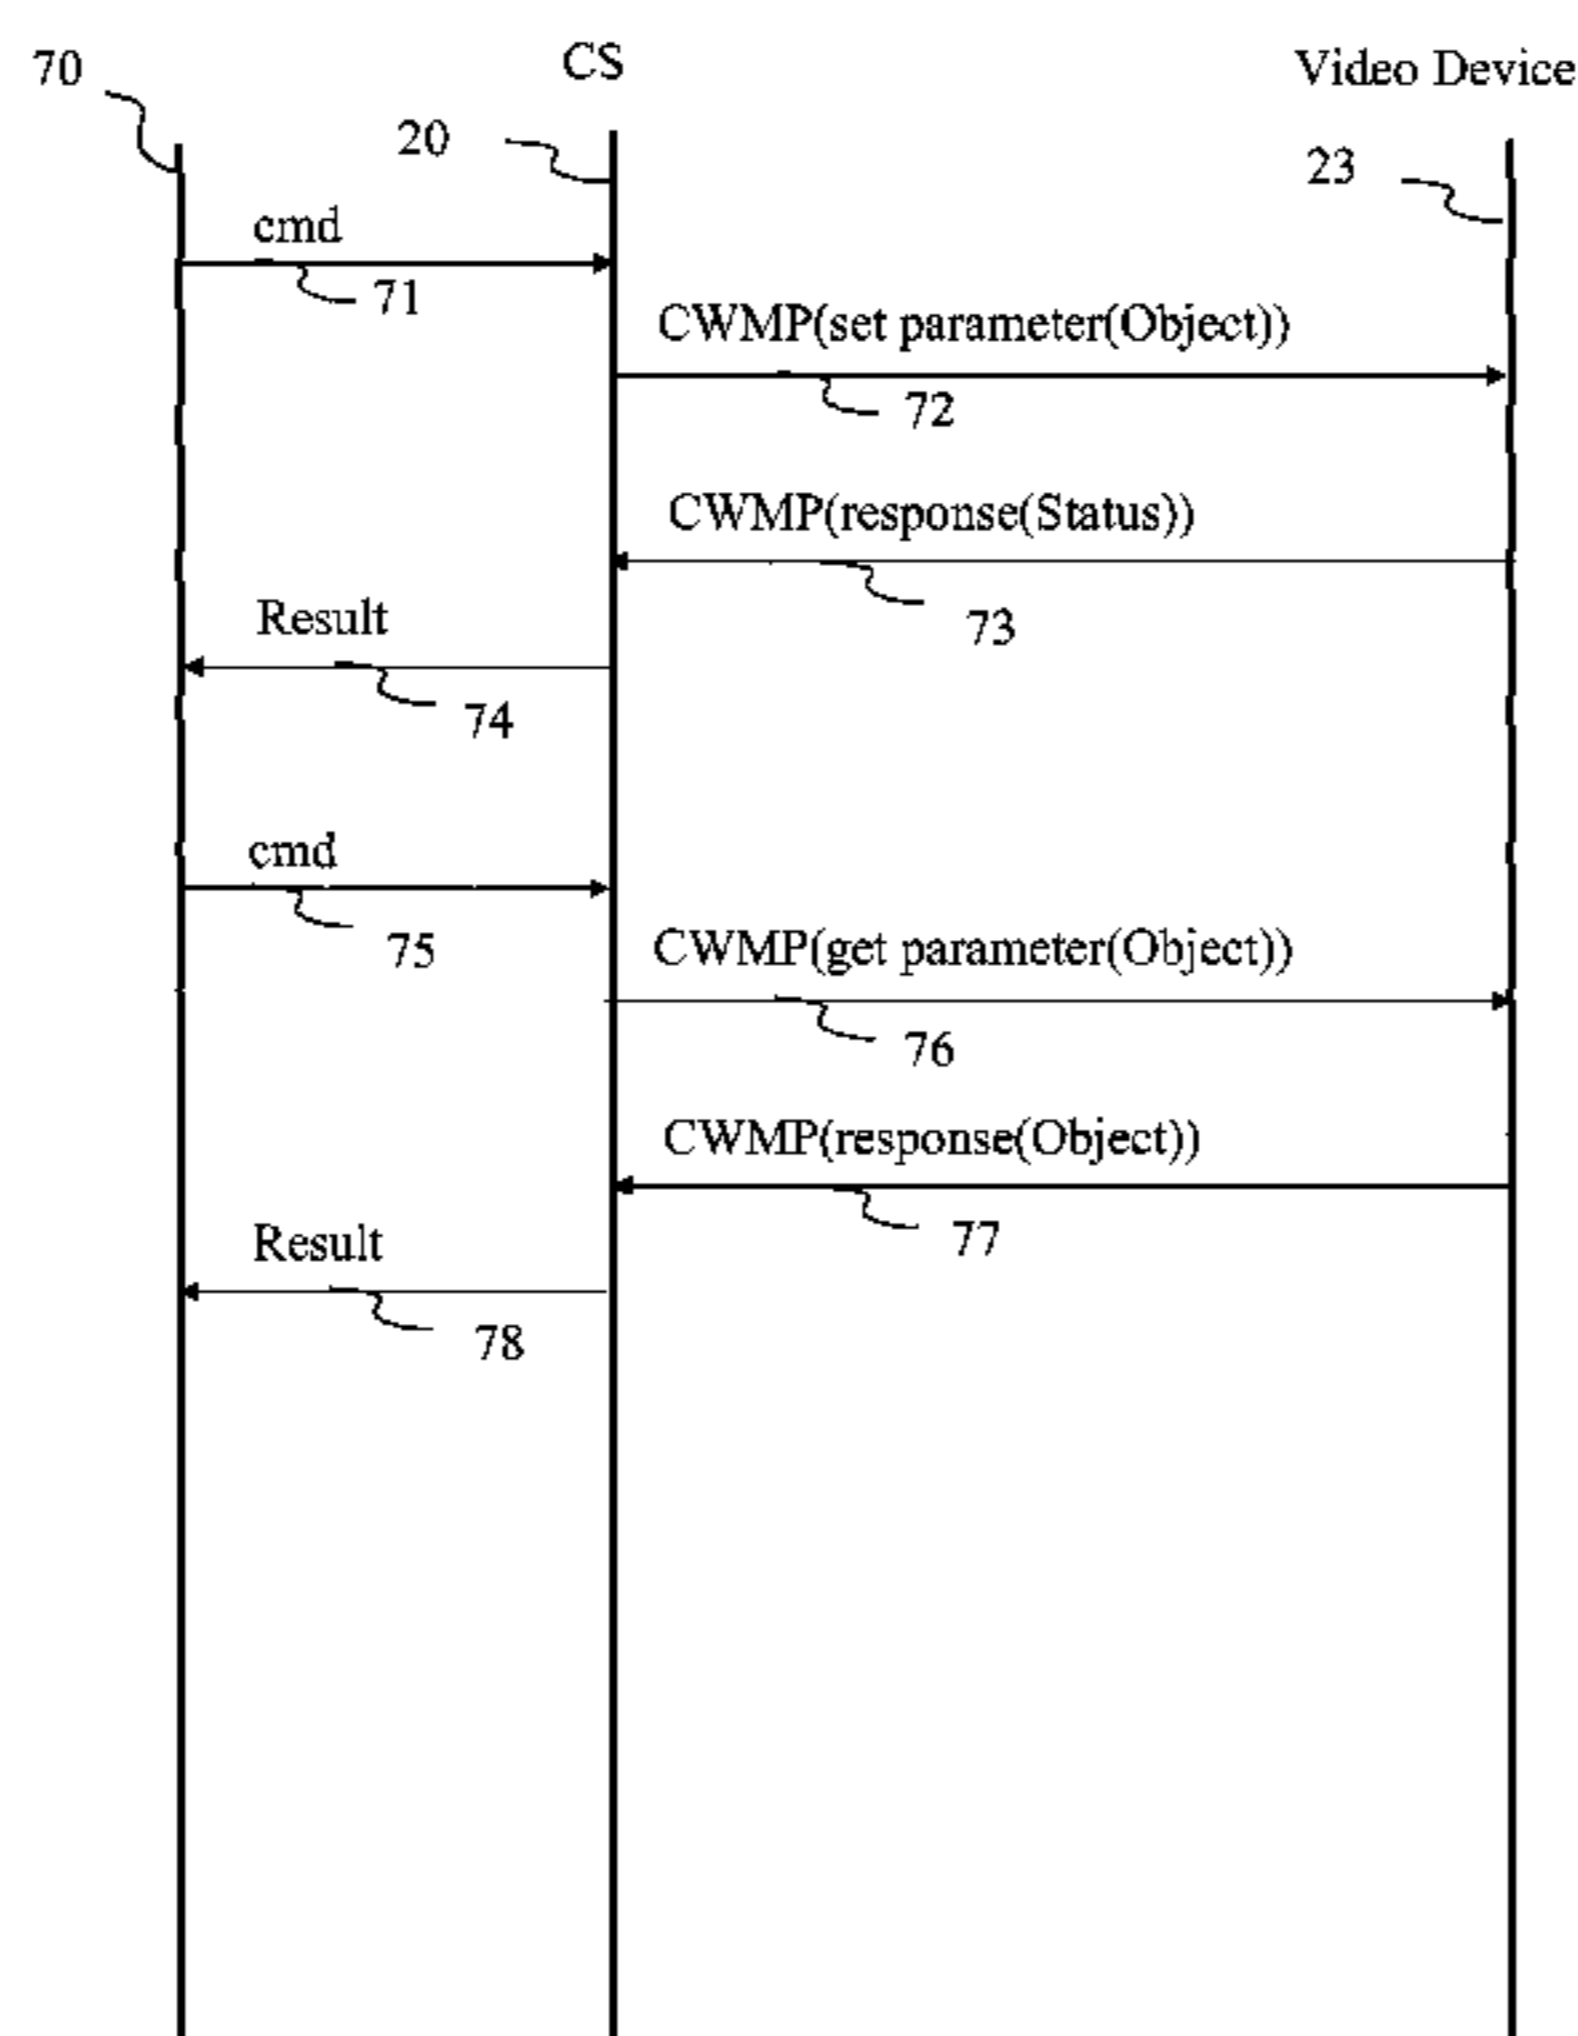 70
CS
Video Device
20
23
cmd
71
CWMP(set parameter(Object))
72
CWMP(response(Status))
73
Result
74
cmd
75
CWMP(get parameter(Object))
76
CWMP(response(Object))
77
Result
78